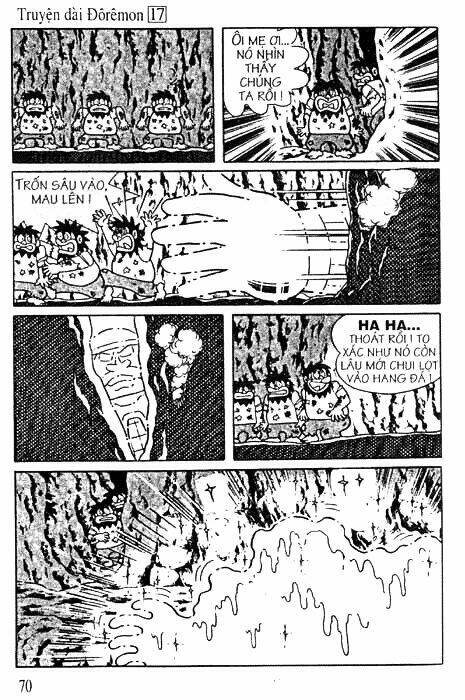 Truyện dài Đôrêmon 17
ÔI MẸ ƠI...
NÓ NHÌN
THẤY
CHÚNG
TA RỒI!
TRỐN SÂU VÀO,
MAU LÊN!
HA HA...
THOÁT RỒI! TO
XÁC NHƯ NÓ CÒN
LÂU MỚI CHUI LỌT
VÀO HANG ĐÁ!
70